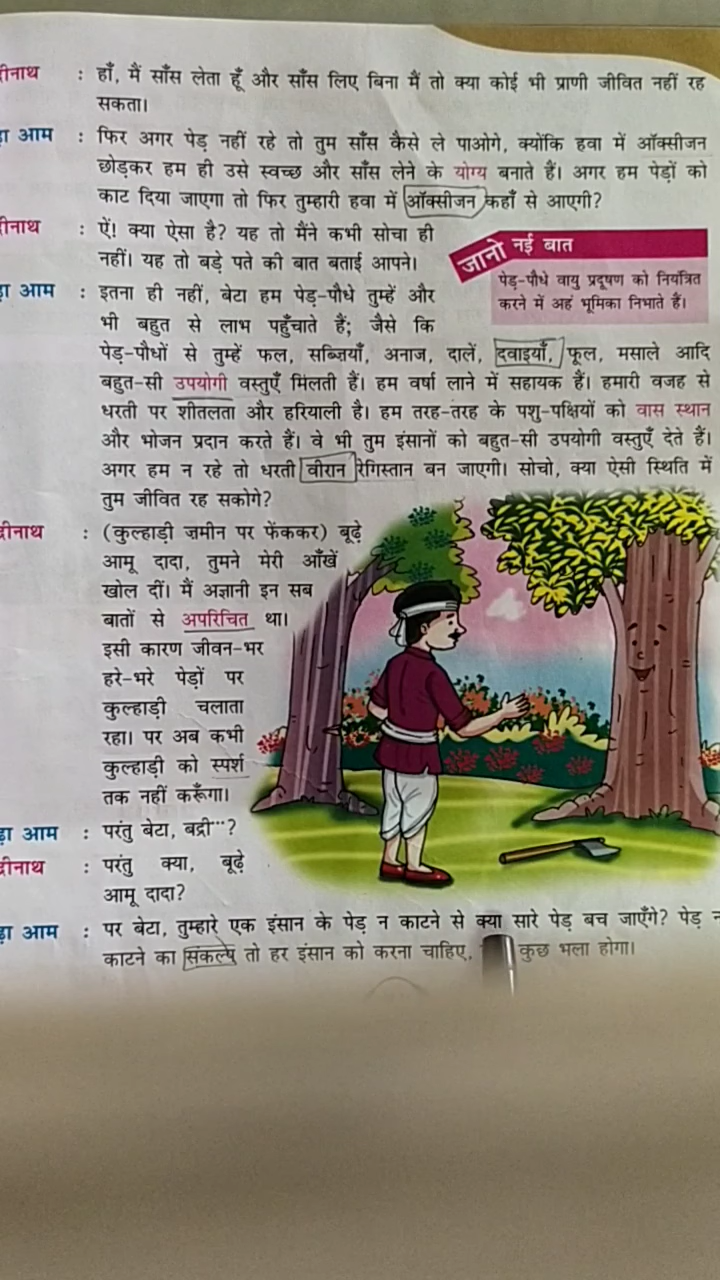 रीनाथ : हाँ, मैं साँस लेता हूँ और साँस लिए बिना मैं तो क्या कोई भी प्राणी जीवित नहीं रह
सकता।
आम : फिर अगर पेड़ नहीं रहे तो तुम साँस कैसे ले पाओगे, क्योंकि हवा में ऑक्सीजन
छोड़कर हम ही उसे स्वच्छ और साँस लेने के योग्य बनाते हैं। अगर हम पेड़ों को
काट दिया जाएगा तो फिर तुम्हारी हवा में ऑक्सीजन कहाँ से आएगी?
रीनाथ : ऐं! क्या ऐसा है? यह तो मैंने कभी सोचा ही
नहीं। यह तो बड़े पते की बात बताई आपने।
जानो नई बात
पेड़-पौधे वायु प्रदूषण को नियंत्रित
करने में अहं भूमिका निभाते हैं।
आम : इतना ही नहीं, बेटा हम पेड़-पौधे तुम्हें और
भी बहुत से लाभ पहुँचाते हैं; जैसे कि
पेड़-पौधों से तुम्हें फल, सब्ज़ियाँ, अनाज, दालें, दवाइयाँ, फूल, मसाले आदि
बहुत-सी उपयोगी वस्तुएँ मिलती हैं। हम वर्षा लाने में सहायक हैं। हमारी वजह से
धरती पर शीतलता और हरियाली है। हम तरह-तरह के पशु-पक्षियों को वास स्थान
और भोजन प्रदान करते हैं। वे भी तुम इंसानों को बहुत-सी उपयोगी वस्तुएँ देते हैं।
अगर हम न रहे तो धरती वीरान रेगिस्तान बन जाएगी। सोचो, क्या ऐसी स्थिति में
तुम जीवित रह सकोगे?
द्रीनाथ : (कुल्हाड़ी ज़मीन पर फेंककर) बूढ़े
आमू दादा, तुमने मेरी आँखें
खोल दीं। मैं अज्ञानी इन सब
बातों से अपरिचित था।
इसी कारण जीवन-भर
हरे-भरे पेड़ों पर
कुल्हाड़ी चलाता
रहा। पर अब कभी
कुल्हाड़ी को स्पर्श
तक नहीं करूँगा।
ढ़ा आम : परंतु बेटा, बद्री...?
द्रीनाथ : परंतु क्या, बूढ़े
आमू दादा?
ढ़ा आम : पर बेटा, तुम्हारे एक इंसान के पेड़ न काटने से क्या सारे पेड़ बच जाएँगे? पेड़ न
काटने का संकल्प तो हर इंसान को करना चाहिए, कुछ भला होगा।